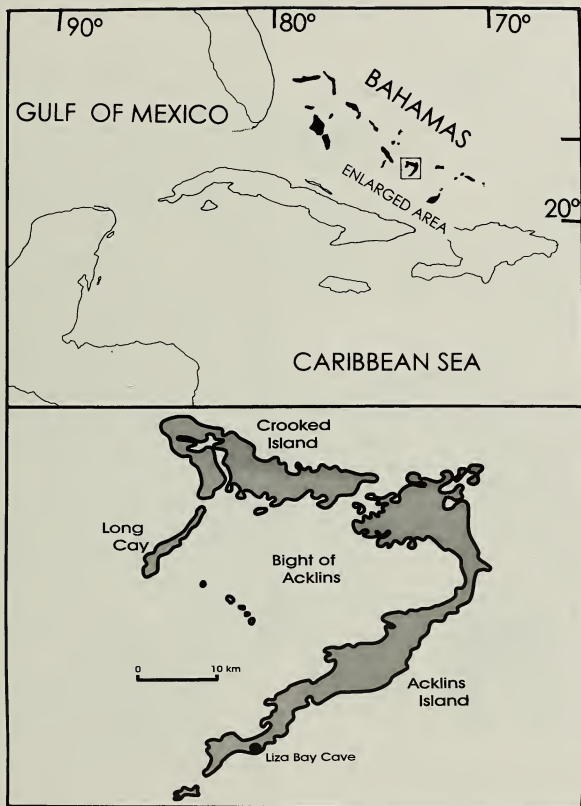 90°
80°
70°
GULF OF MEXICO
BAHAMAS
ENLARGED AREA
20°
CARIBBEAN SEA
Crooked
Island
Long
Cay
Bight of
Acklins
0 10 km
Acklins
Island
Liza Bay Cave